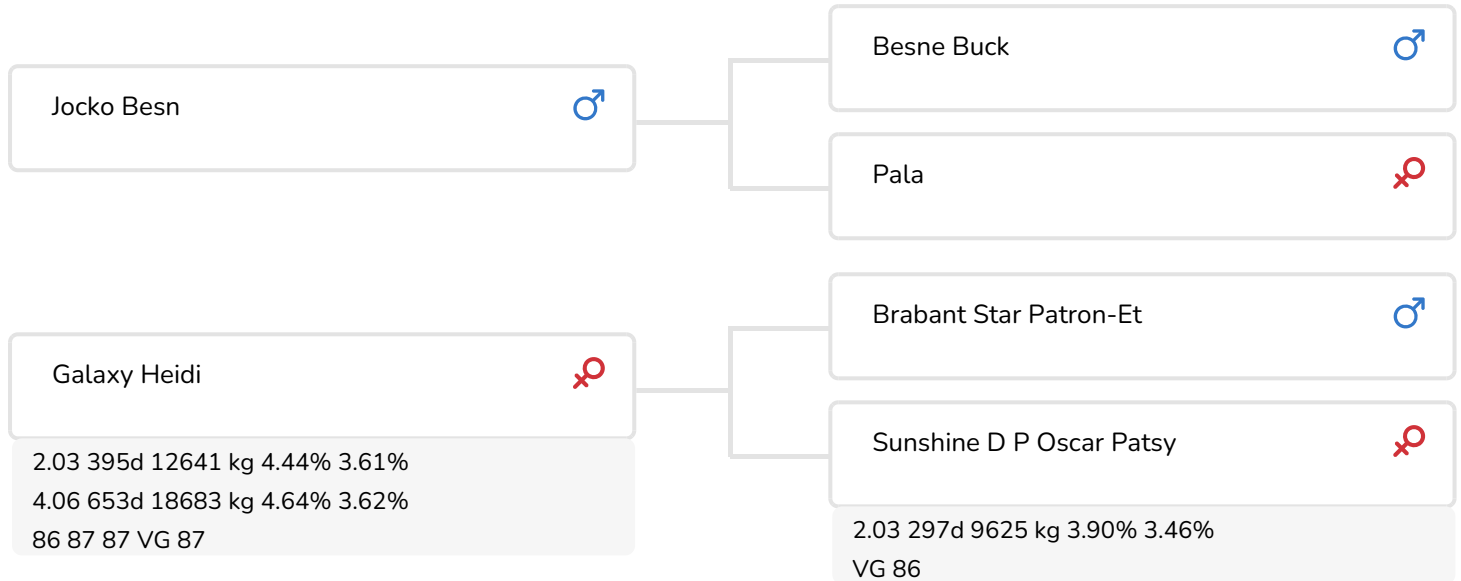 Jocko Besn
Besne Buck
Pala
Galaxy Heidi
2.03 395d 12641 kg 4.44% 3.61%
4.06 653d 18683 kg 4.64% 3.62%
86 87 87 VG 87
Brabant Star Patron-Et
Sunshine D P Oscar Patsy
2.03 297d 9625 kg 3.90% 3.46%
VG 86